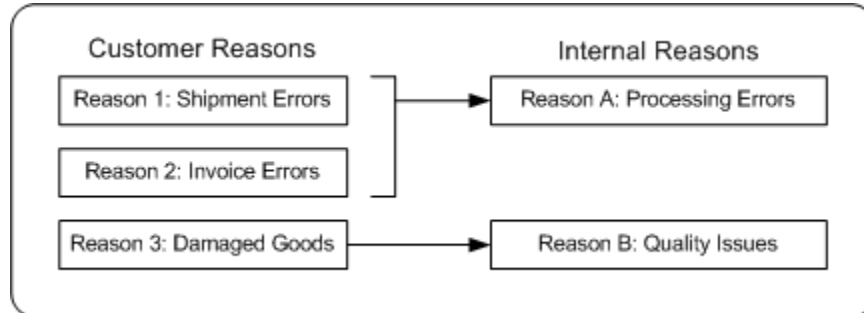 Customer Reasons
Internal Reasons
Reason 1: Shipment Errors
Reason A: Processing Errors
Reason 2: Invoice Errors
Reason 3: Damaged Goods
Reason B: Quality Issues